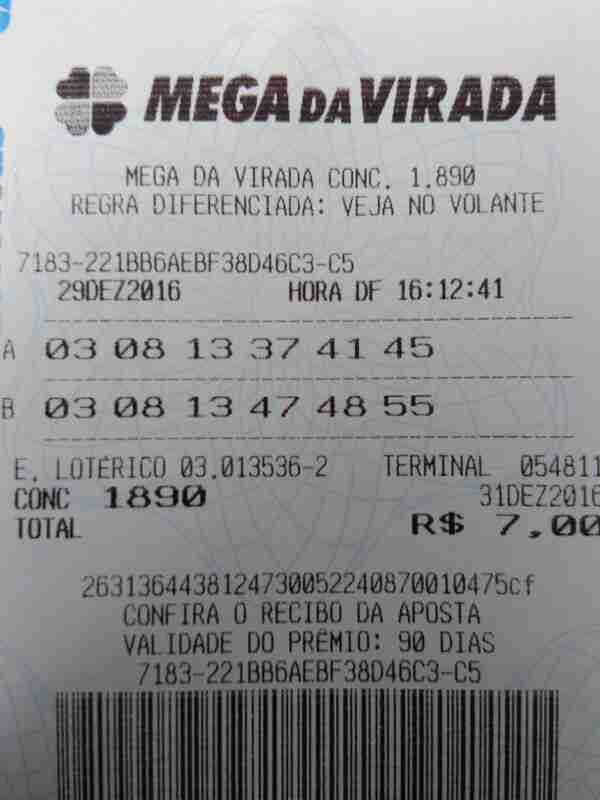 MEGA DA VIRADA
MEGA DA VIRADA CONC. 1.890
REGRA DIFERENCIADA: VEJA NO VOLANTE
7183-221BB6AEBF38D46C3-C5
29DEZ2016 HORA DF 16:12:41
A 03 08 13 37 41 45
B 03 08 13 47 48 55
E. LOTÉRICO 03.013536-2 TERMINAL 054811
CONC 1890 31DEZ2016
TOTAL R$ 7,00
2631364438124730052240870010475cf
CONFIRA O RECIBO DA APOSTA
VALIDADE DO PRÊMIO: 90 DIAS
7183-221BB6AEBF38D46C3-C5